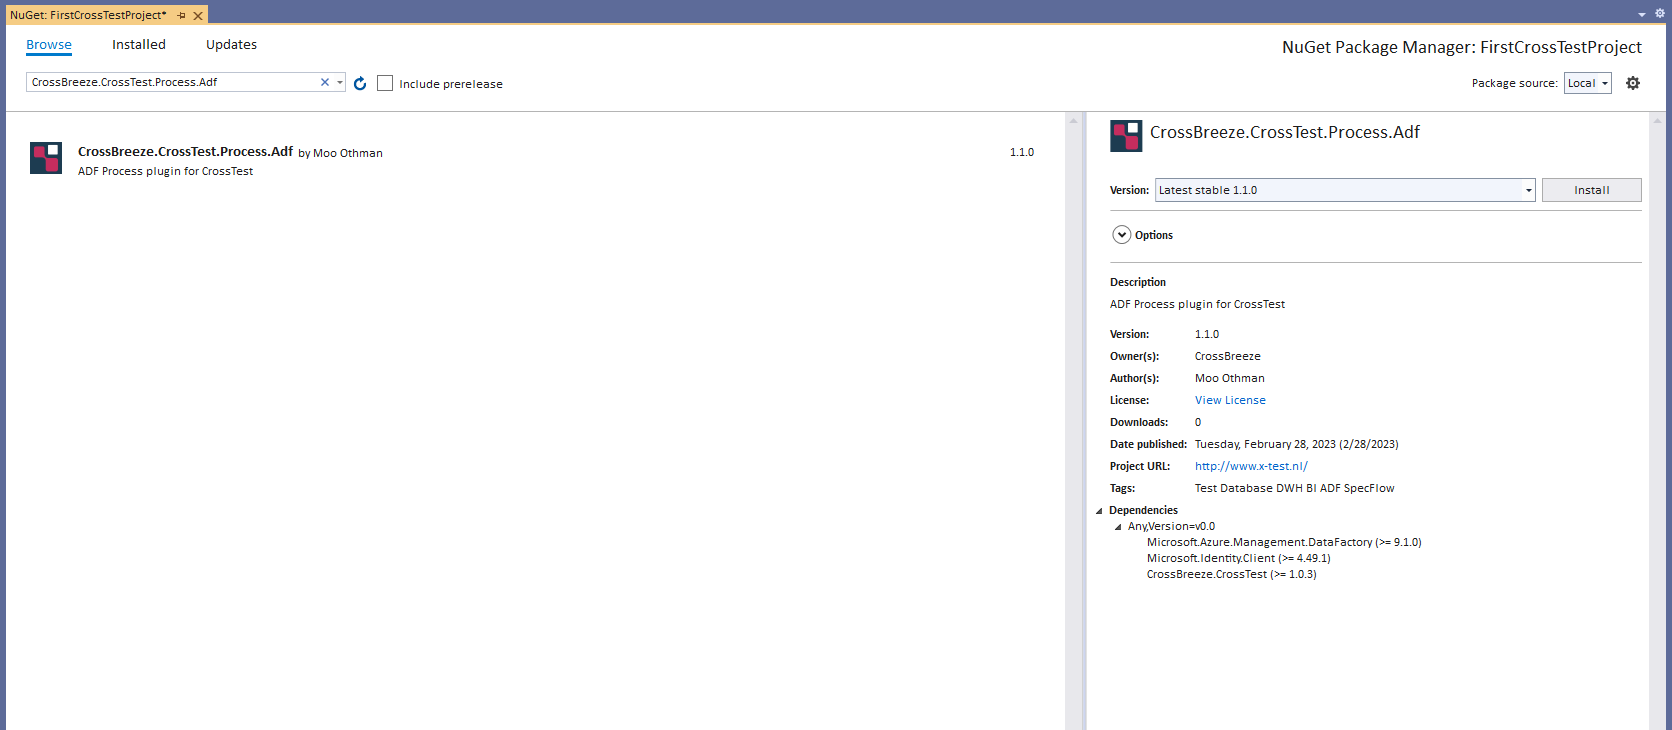 NuGet: FirstCrossTestProject*
Browse Installed Updates
NuGet Package Manager: FirstCrossTestProject
CrossBreeze.CrossTest.Process.Adf
Include prerelease
Package source: Local
CrossBreeze.CrossTest.Process.Adf by Moo Othman
1.1.0
ADF Process plugin for CrossTest
CrossBreeze.CrossTest.Process.Adf
Version: Latest stable 1.1.0 Install
Options
Description
ADF Process plugin for CrossTest
Version: 1.1.0
Owner(s): CrossBreeze
Author(s): Moo Othman
License: View License
Downloads: 0
Date published: Tuesday, February 28, 2023 (2/28/2023)
Project URL: http://www.x-test.nl/
Tags: Test Database DWH BI ADF SpecFlow
Dependencies
Any,Version=v0.0
Microsoft.Azure.Management.DataFactory (>= 9.1.0)
Microsoft.Identity.Client (>= 4.49.1)
CrossBreeze.CrossTest (>= 1.0.3)